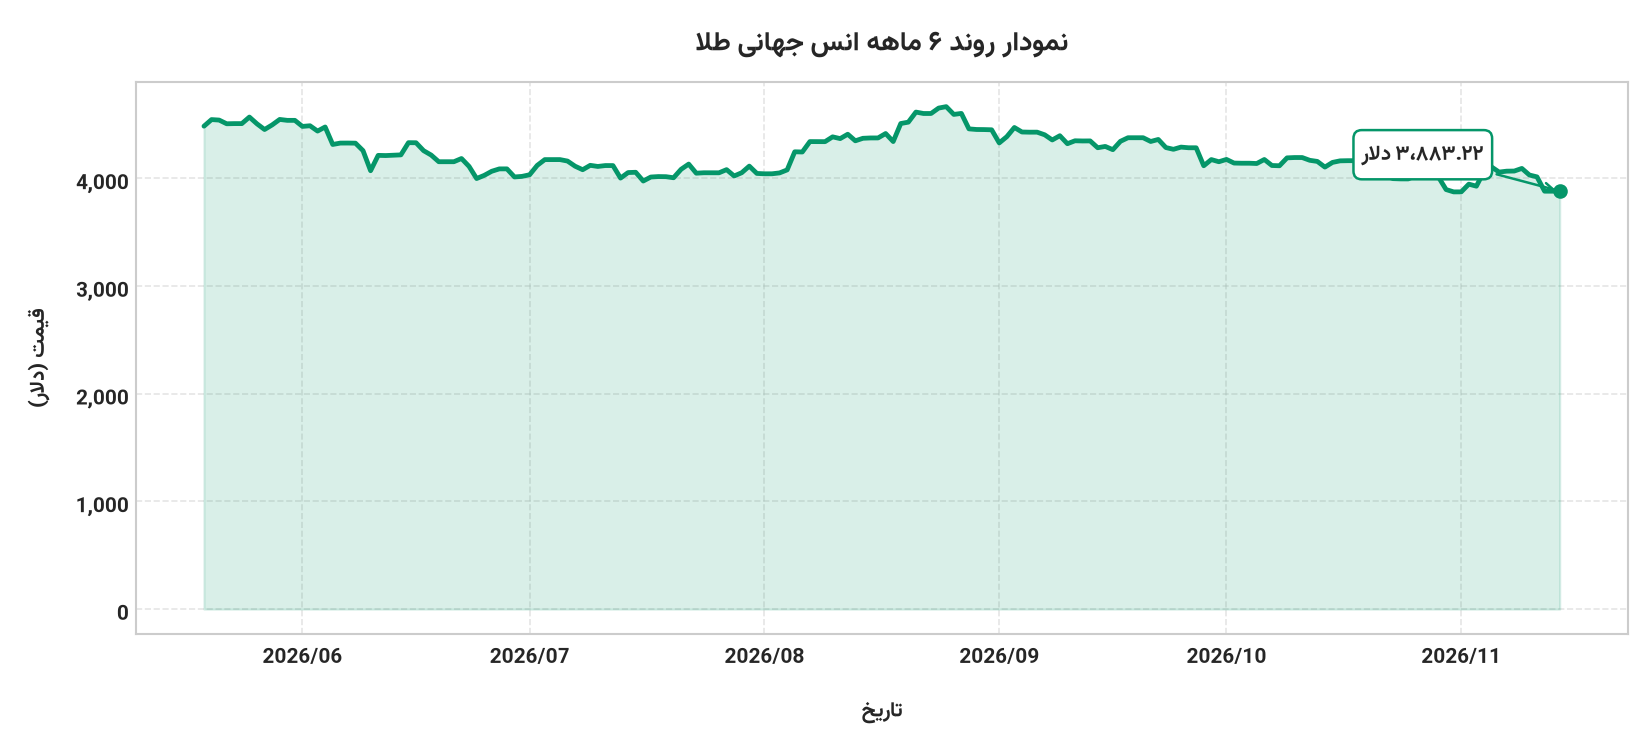 نمودار روند ۶ ماهه انس جهانی طلا
قیمت (دلار)
4,000
3,000
2,000
1,000
0
۳،۸۸۳.۲۲ دلار
2026/06
2026/07
2026/08
2026/09
2026/10
2026/11
تاریخ